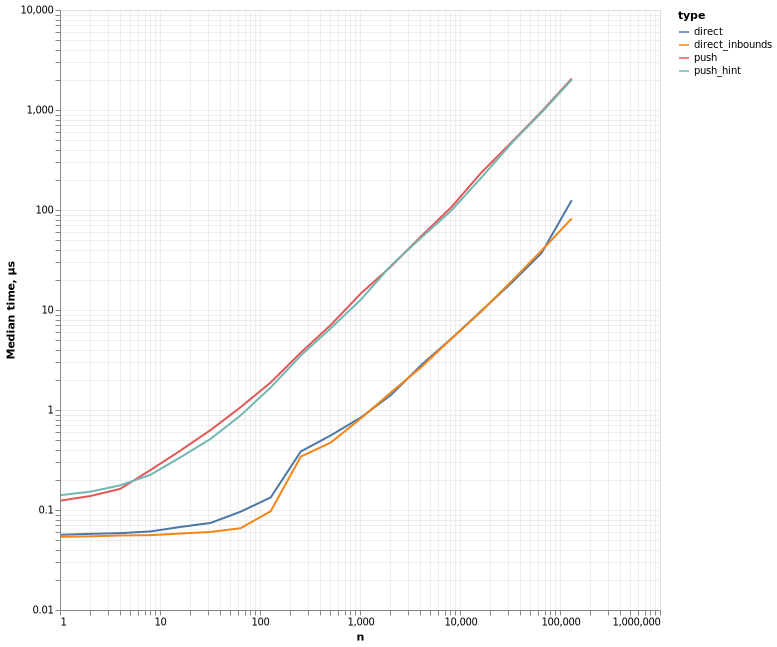 10,000
1,000
100
10
1
0.1
0.01
Median time, µs
1
10
100
1,000
10,000
100,000
1,000,000
n
type
direct
direct_inbounds
push
push_hint